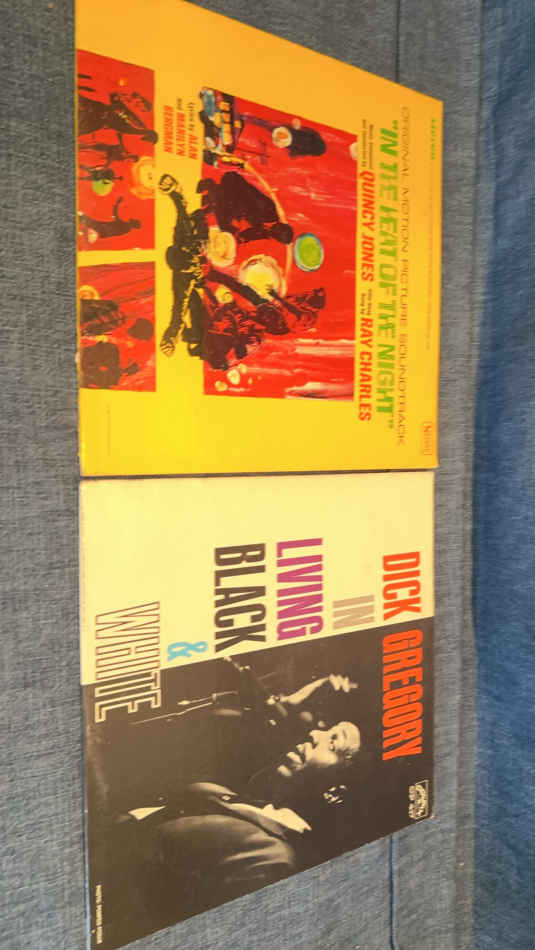 STEREO
ORIGINAL MOTION PICTURE SOUNDTRACK
"IN THE HEAT OF THE NIGHT"
QUINCY JONES
RAY CHARLES
Lyrics by ALAN
and MARILYN
BERGMAN
DICK GREGORY
IN
LIVING
BLACK
&
WHITE